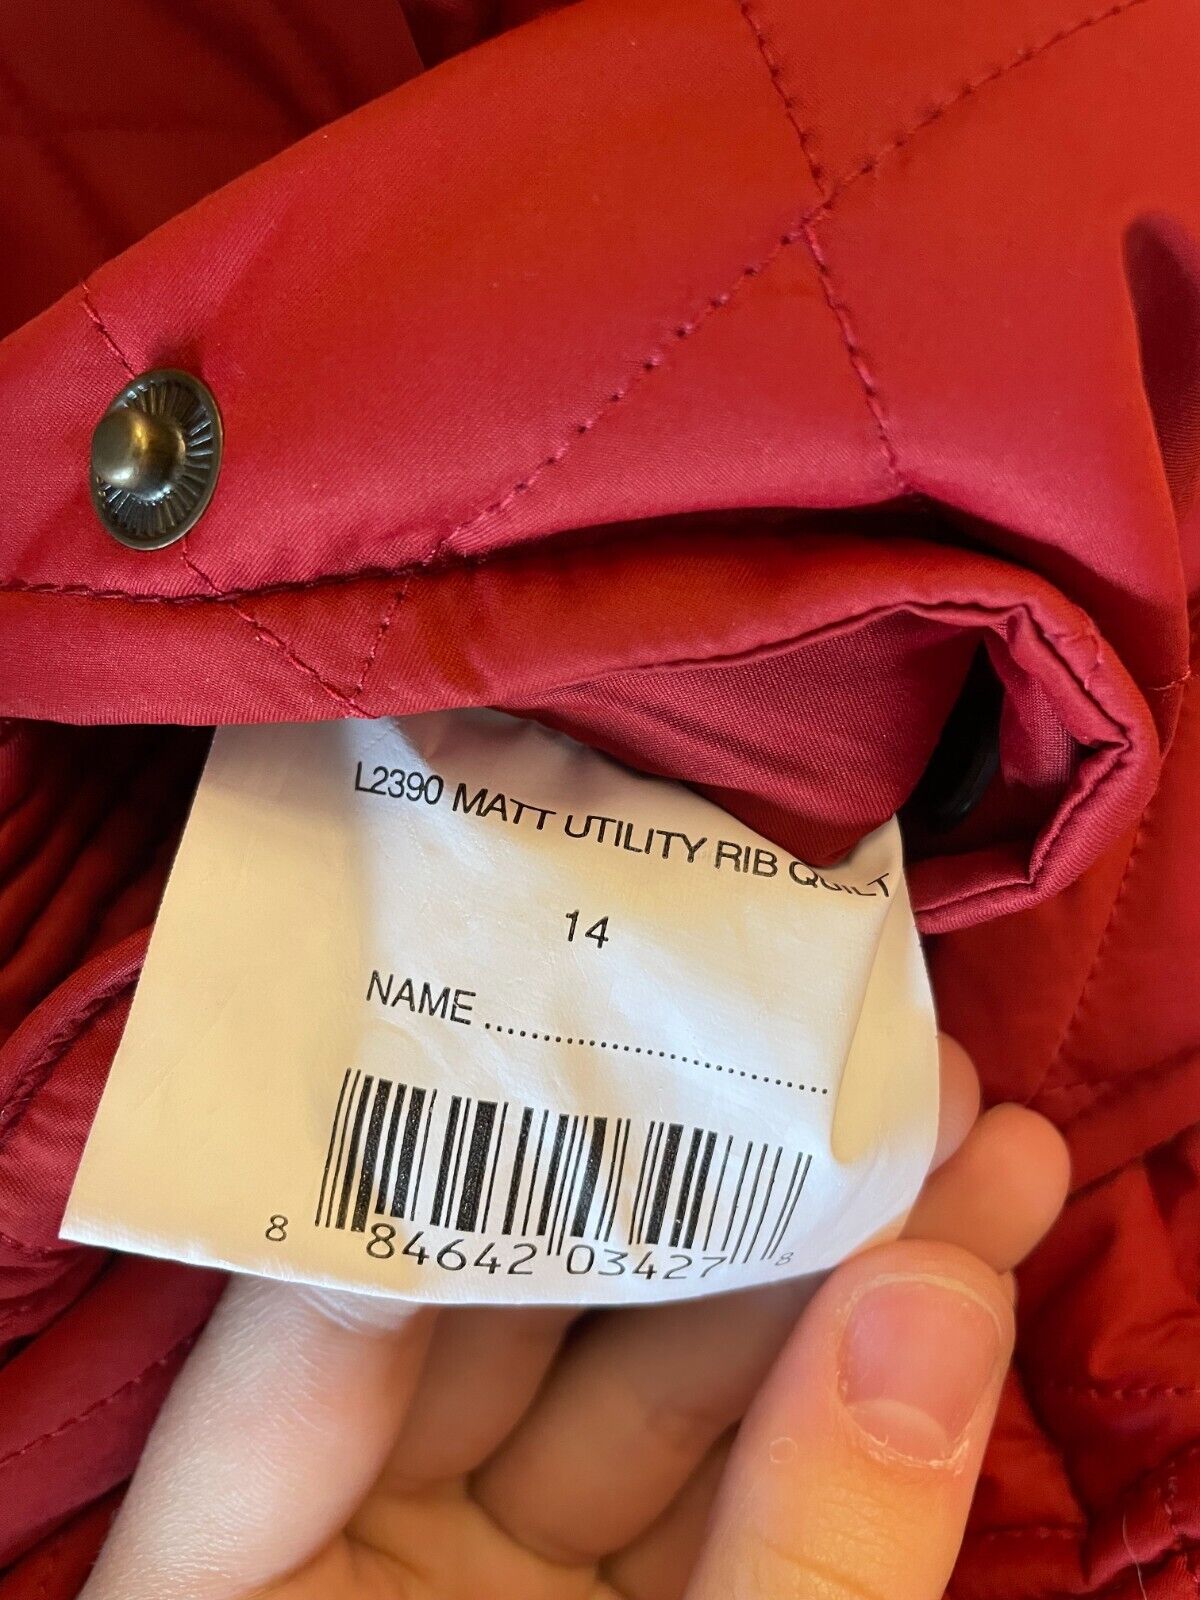 L2390 MATT UTILITY RIB QUILT
14
NAME ..............................
8 84642 03427 8